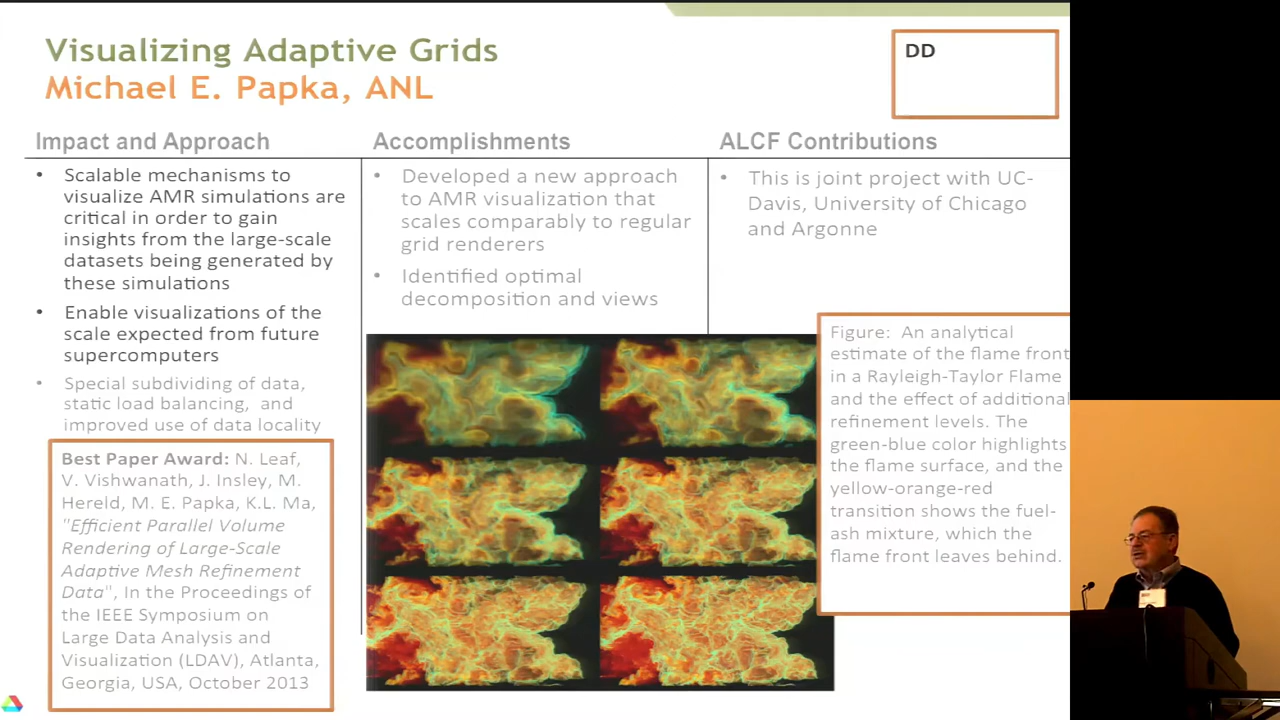 Visualizing Adaptive Grids
Michael E. Papka, ANL
DD
Impact and Approach
• Scalable mechanisms to
visualize AMR simulations are
critical in order to gain
insights from the large-scale
datasets being generated by
these simulations
• Enable visualizations of the
scale expected from future
supercomputers
• Special subdividing of data,
static load balancing, and
improved use of data locality
Best Paper Award: N. Leaf,
V. Vishwanath, J. Insley, M.
Hereld, M. E. Papka, K.L. Ma,
"Efficient Parallel Volume
Rendering of Large-Scale
Adaptive Mesh Refinement
Data", In the Proceedings of
the IEEE Symposium on
Large Data Analysis and
Visualization (LDAV), Atlanta,
Georgia, USA, October 2013
Accomplishments
• Developed a new approach
to AMR visualization that
scales comparably to regular
grid renderers
• Identified optimal
decomposition and views
ALCF Contributions
• This is joint project with UC-
Davis, University of Chicago
and Argonne
Figure: An analytical
estimate of the flame front
in a Rayleigh-Taylor Flame
and the effect of additional
refinement levels. The
green-blue color highlights
the flame surface, and the
yellow-orange-red
transition shows the fuel-
ash mixture, which the
flame front leaves behind.